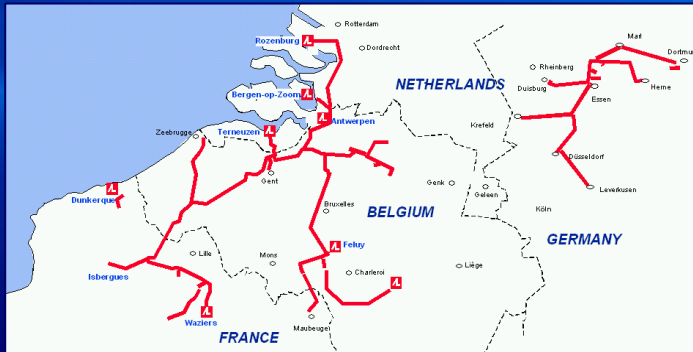 Rotterdam
Rozenburg
Dordrecht
Marl
Dortmu
Rheinberg
NETHERLANDS
Duisburg
Herne
Bergen-op-Zoom
Essen
Antwerpen
Krefeld
Zeebrugge
Terneuzen
Düsseldorf
Gent
Genk
Geleen
Leverkusen
Dunkerque
Bruxelles
BELGIUM
Köln
GERMANY
Lille
Mons
Feluy
Charleroi
Liège
Isbergues
Waziers
Maubeuge
FRANCE